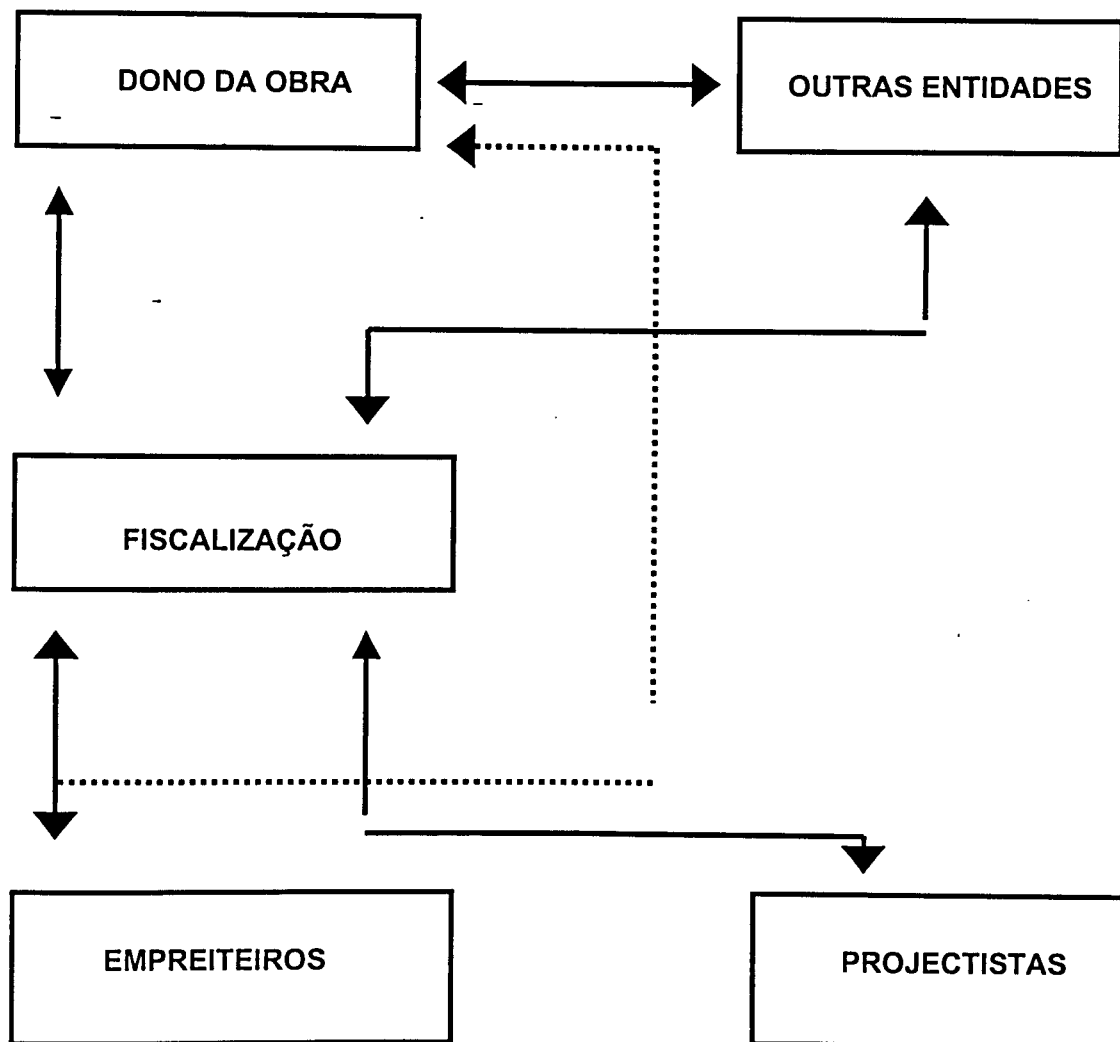 DONO DA OBRA
OUTRAS ENTIDADES
FISCALIZAÇÃO
EMPREITEIROS
PROJECTISTAS